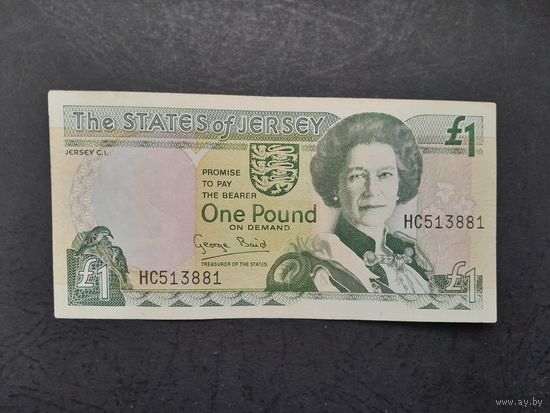 The STATES of JERSEY
£1
JERSEY C.I.
PROMISE
TO PAY
THE BEARER
One Pound
ON DEMAND
HC513881
George Baird
TREASURER OF THE STATES
£1
HC513881
£1
www.ay.by